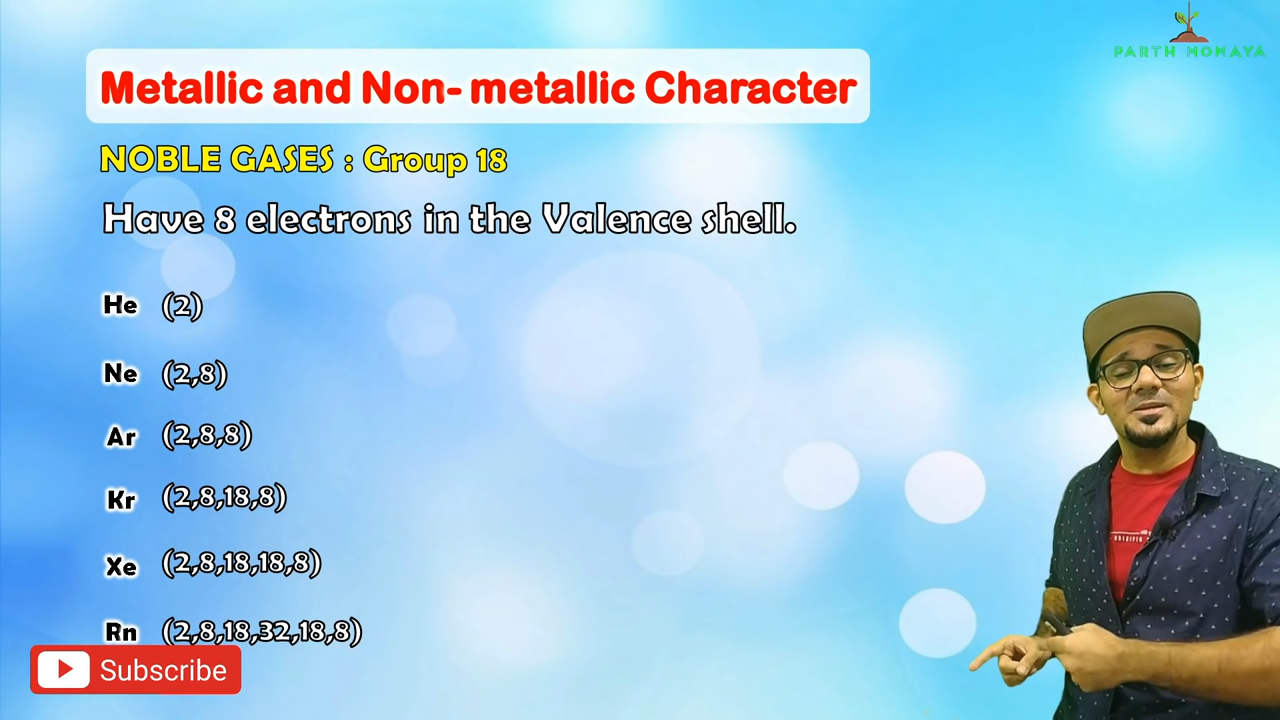 PARTH MOMAYA
Metallic and Non- metallic Character
NOBLE GASES : Group 18
Have 8 electrons in the Valence shell.
He (2)
Ne (2,8)
Ar (2,8,8)
Kr (2,8,18,8)
Xe (2,8,18,18,8)
Rn (2,8,18,32,18,8)
Subscribe